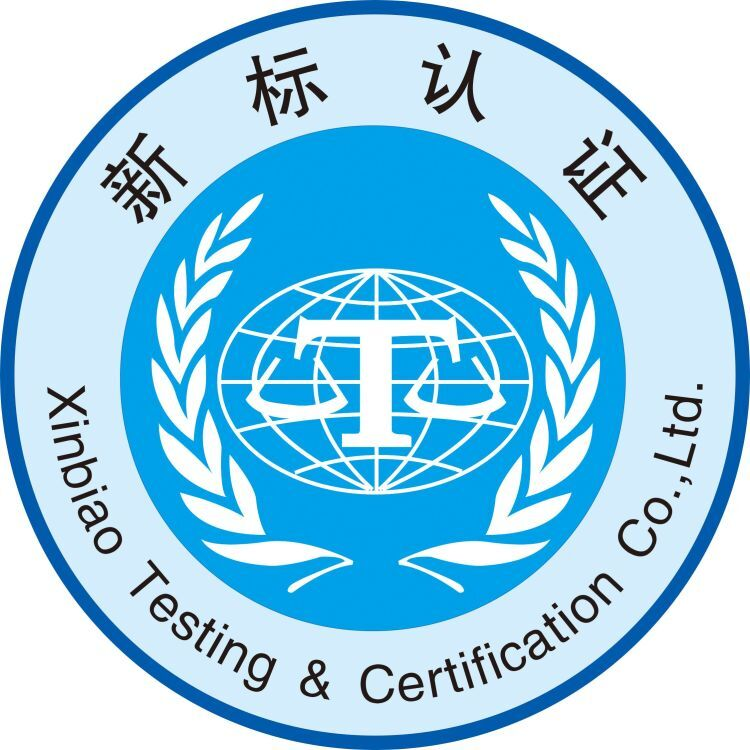 新标认证
T
Xinbiao Testing & Certification Co.,Ltd.